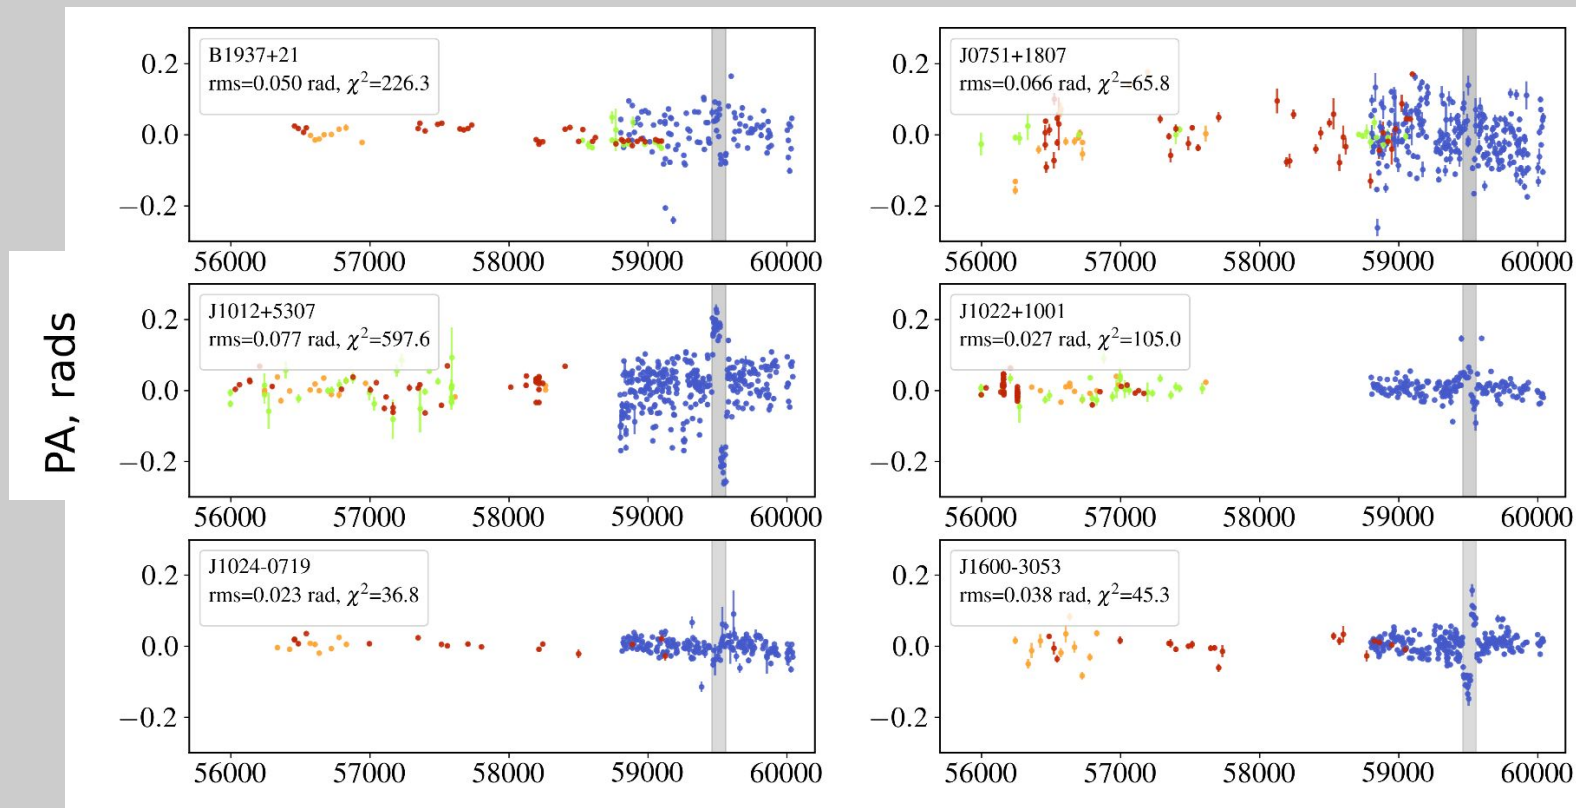 B1937+21
rms=0.050 rad, χ²=226.3
0.2
0.0
−0.2
56000 57000 58000 59000 60000
J0751+1807
rms=0.066 rad, χ²=65.8
0.2
0.0
−0.2
56000 57000 58000 59000 60000
PA, rads
J1012+5307
rms=0.077 rad, χ²=597.6
0.2
0.0
−0.2
56000 57000 58000 59000 60000
J1022+1001
rms=0.027 rad, χ²=105.0
0.2
0.0
−0.2
56000 57000 58000 59000 60000
J1024-0719
rms=0.023 rad, χ²=36.8
0.2
0.0
−0.2
56000 57000 58000 59000 60000
J1600-3053
rms=0.038 rad, χ²=45.3
0.2
0.0
−0.2
56000 57000 58000 59000 60000